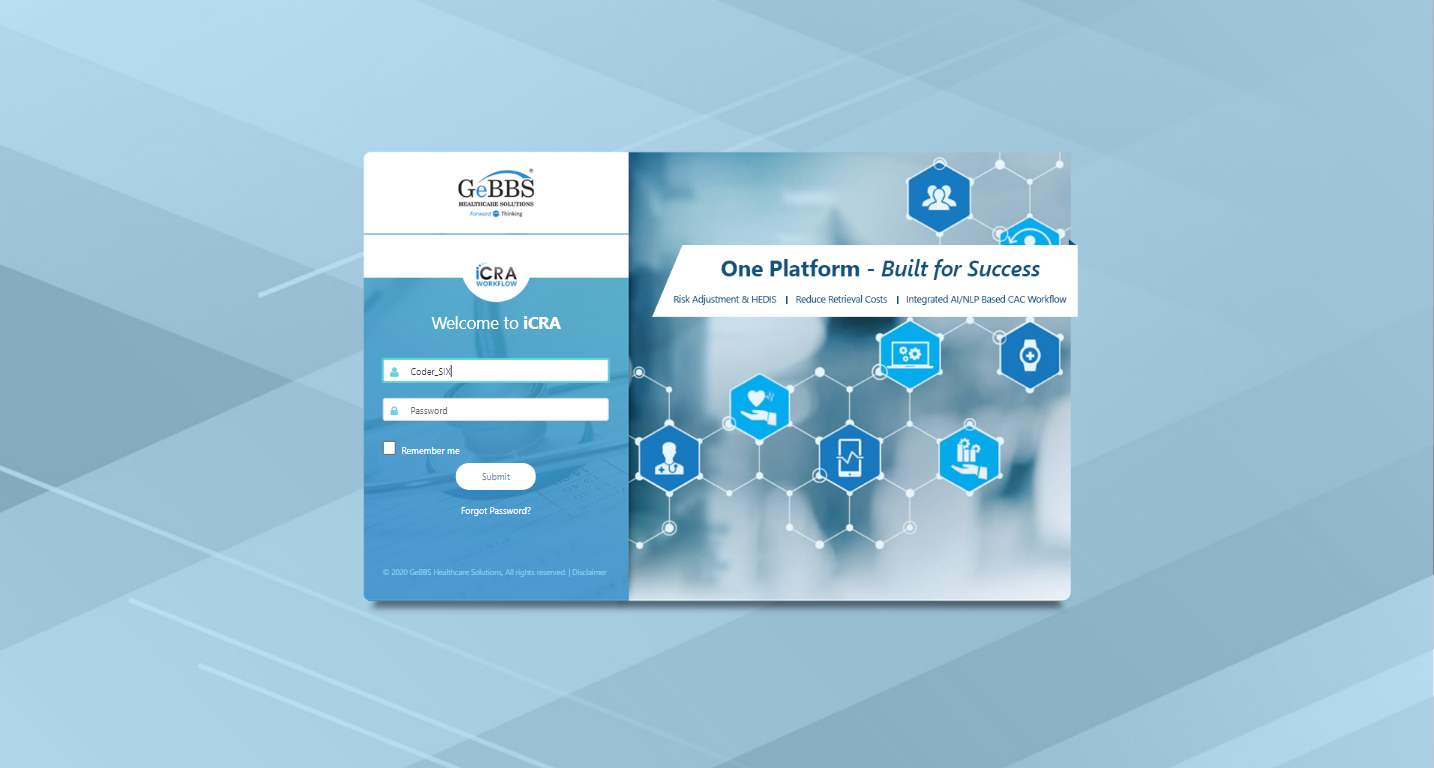 GeBBS®
HEALTHCARE SOLUTIONS
Forward Thinking
iCRA
WORKFLOW
Welcome to iCRA
Coder_SIX
Password
Remember me
Submit
Forgot Password?
© 2020 GeBBS Healthcare Solutions, All rights reserved. | Disclaimer
One Platform - Built for Success
Risk Adjustment & HEDIS | Reduce Retrieval Costs | Integrated AI/NLP Based CAC Workflow